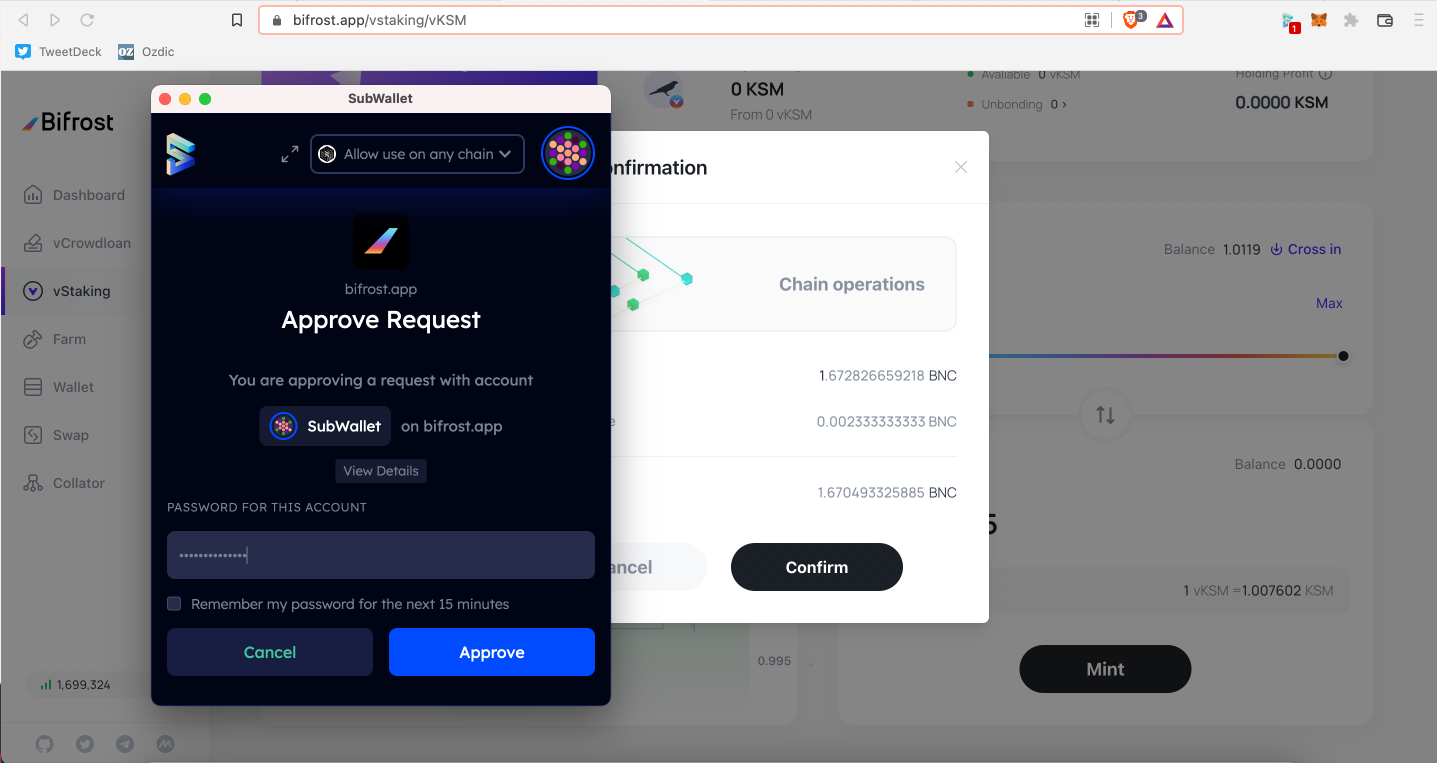 bifrost.app/vstaking/vKSM
3
1
TweetDeck
OZ Ozdic
Bifrost
Dashboard
vCrowdloan
vStaking
Farm
Wallet
Swap
Collator
1,699,324
0 KSM
From 0 vKSM
Available 0 vKSM
Unbonding 0 >
Holding Profit
0.0000 KSM
SubWallet
Allow use on any chain
bifrost.app
Approve Request
You are approving a request with account
SubWallet on bifrost.app
View Details
PASSWORD FOR THIS ACCOUNT
••••••••••••••
Remember my password for the next 15 minutes
Cancel
Approve
onfirmation
Chain operations
1.672826659218 BNC
e
0.002333333333 BNC
1.670493325885 BNC
ancel
Confirm
Balance 1.0119 Cross in
Max
Balance 0.0000
5
1 vKSM =1.007602 KSM
0.995
Mint